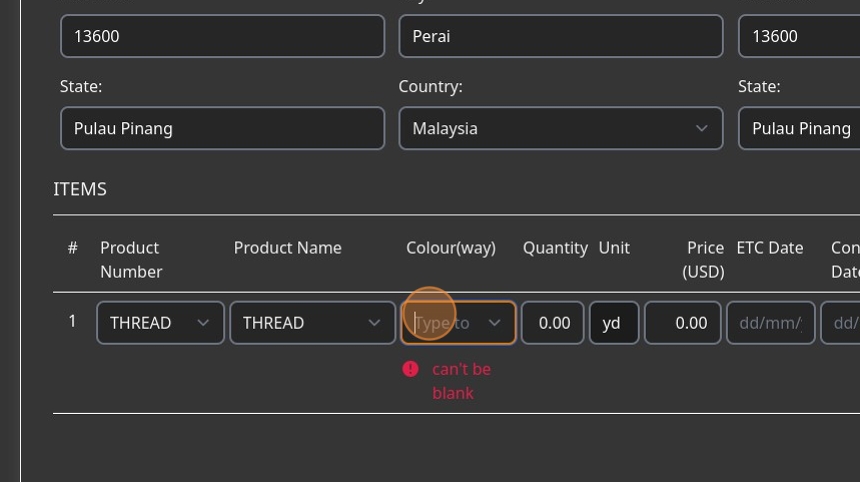 13600 Perai 13600
State: Country: State:
Pulau Pinang Malaysia Pulau Pinang
ITEMS
# Product Number Product Name Colour(way) Quantity Unit Price (USD) ETC Date
1 THREAD THREAD Type to 0.00 yd 0.00 dd/mm/ dd/
can't be
blank